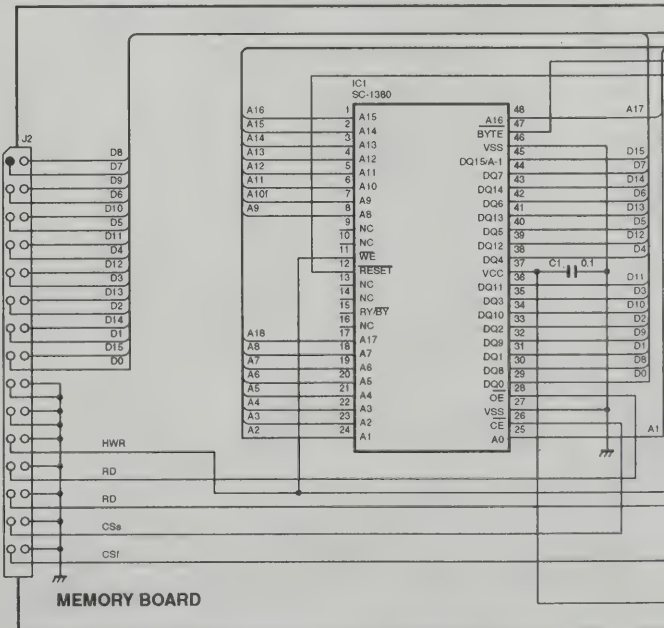 IC1
SC-1380
J2
D8
D7
D9
D6
D10
D5
D11
D4
D12
D3
D13
D2
D14
D1
D15
D0
HWR
RD
RD
CSs
CSf
MEMORY BOARD
A16 1 A15
A15 2 A14
A14 3 A13
A13 4 A12
A12 5 A11
A11 6 A10
A10f 7 A9
A9 8 A8
9 NC
10 NC
11 WE
12 RESET
13 NC
14 NC
15 RY/BY
16 NC
A18 17 A17
A8 18 A7
A7 19 A6
A6 20 A5
A5 21 A4
A4 22 A3
A3 23 A2
A2 24 A1
A16 48 A17
BYTE 47
VSS 46
DQ15/A-1 45 D15
DQ7 44 D7
DQ14 43 D14
DQ6 42 D6
DQ13 41 D13
DQ5 40 D5
DQ12 39 D12
DQ4 38 D4
VCC 37 C1. 0.1
DQ11 36 D11
DQ3 35 D3
DQ10 34 D10
DQ2 33 D2
DQ9 32 D9
DQ1 31 D1
DQ8 30 D8
DQ0 29 D0
OE 28
VSS 27
CE 26
A0 25 A1